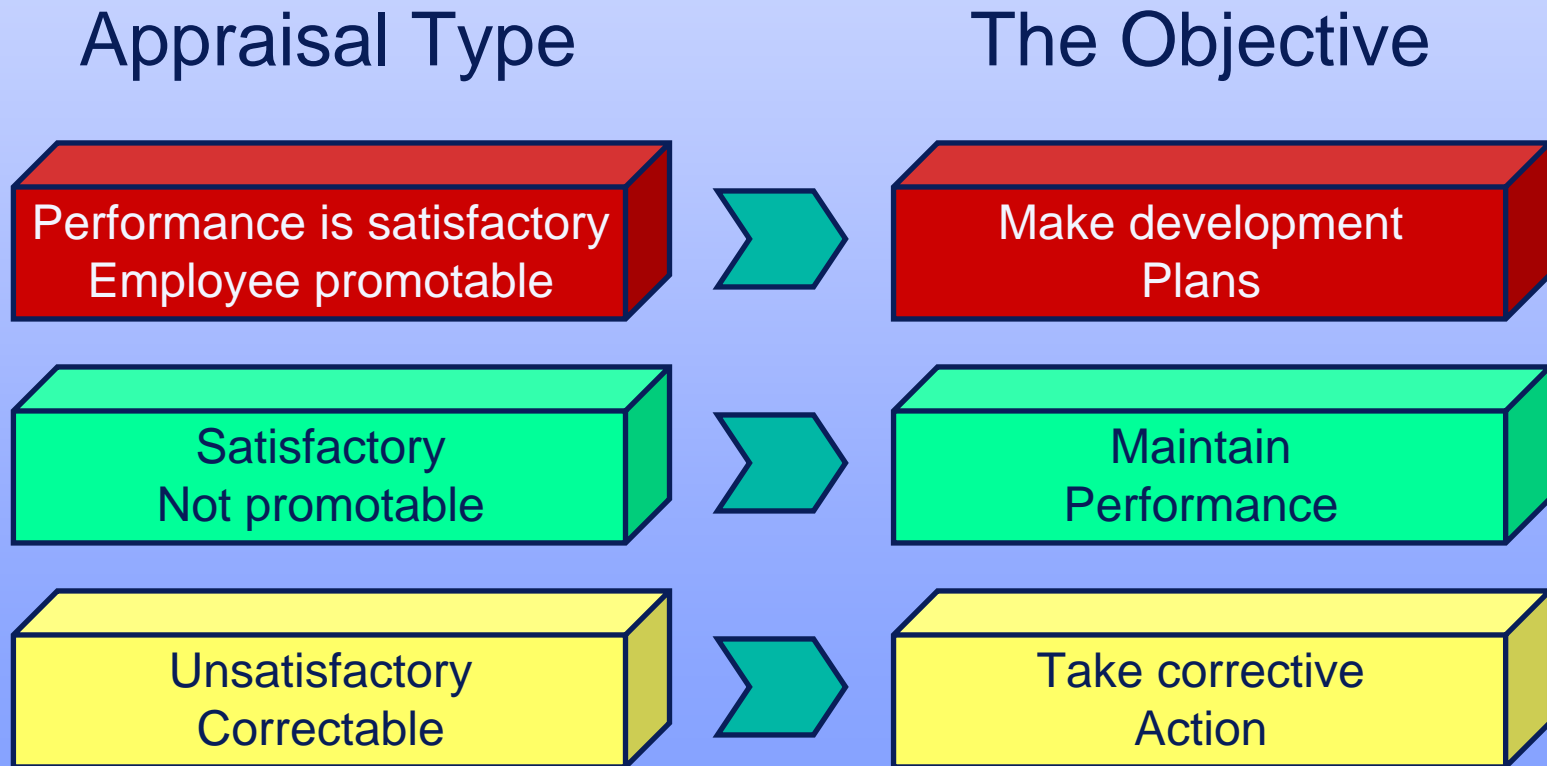 Appraisal Type
The Objective
Performance is satisfactory
Employee promotable
Make development
Plans
Satisfactory
Not promotable
Maintain
Performance
Unsatisfactory
Correctable
Take corrective
Action